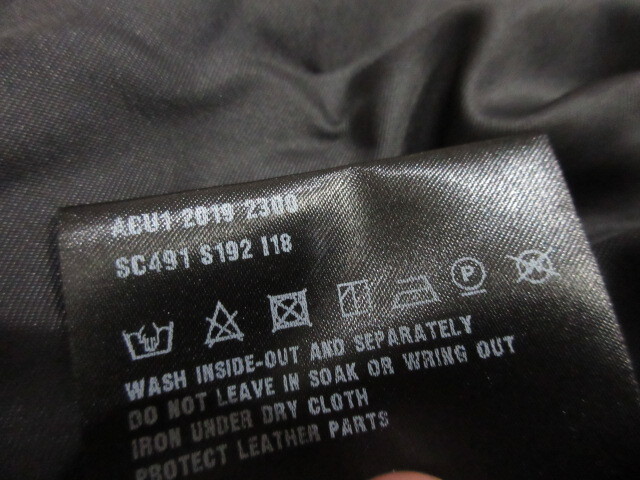 ABU1 2019 2300
SC491 S192 I18
P W
WASH INSIDE-OUT AND SEPARATELY
DO NOT LEAVE IN SOAK OR WRING OUT
IRON UNDER DRY CLOTH
PROTECT LEATHER PARTS